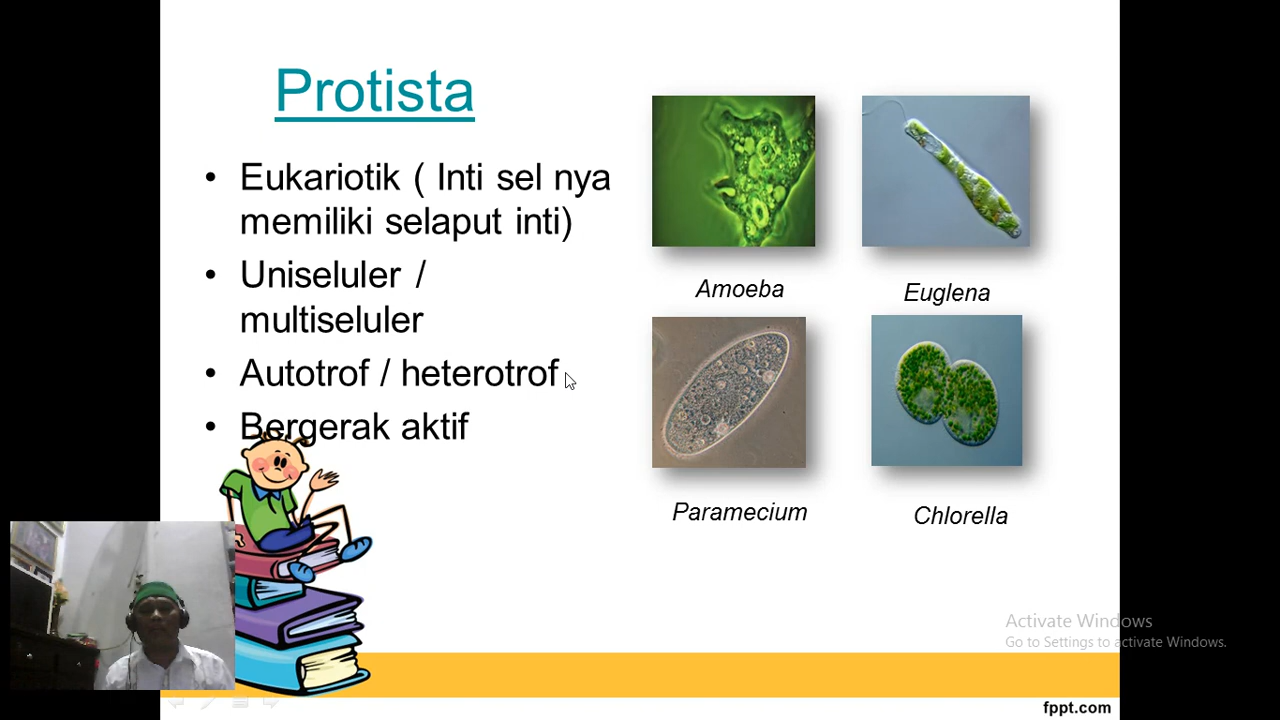 Protista
• Eukariotik ( Inti sel nya
memiliki selaput inti)
• Uniseluler /
multiseluler
• Autotrof / heterotrof
• Bergerak aktif
Amoeba
Euglena
Paramecium
Chlorella
Activate Windows
Go to Settings to activate Windows.
fppt.com